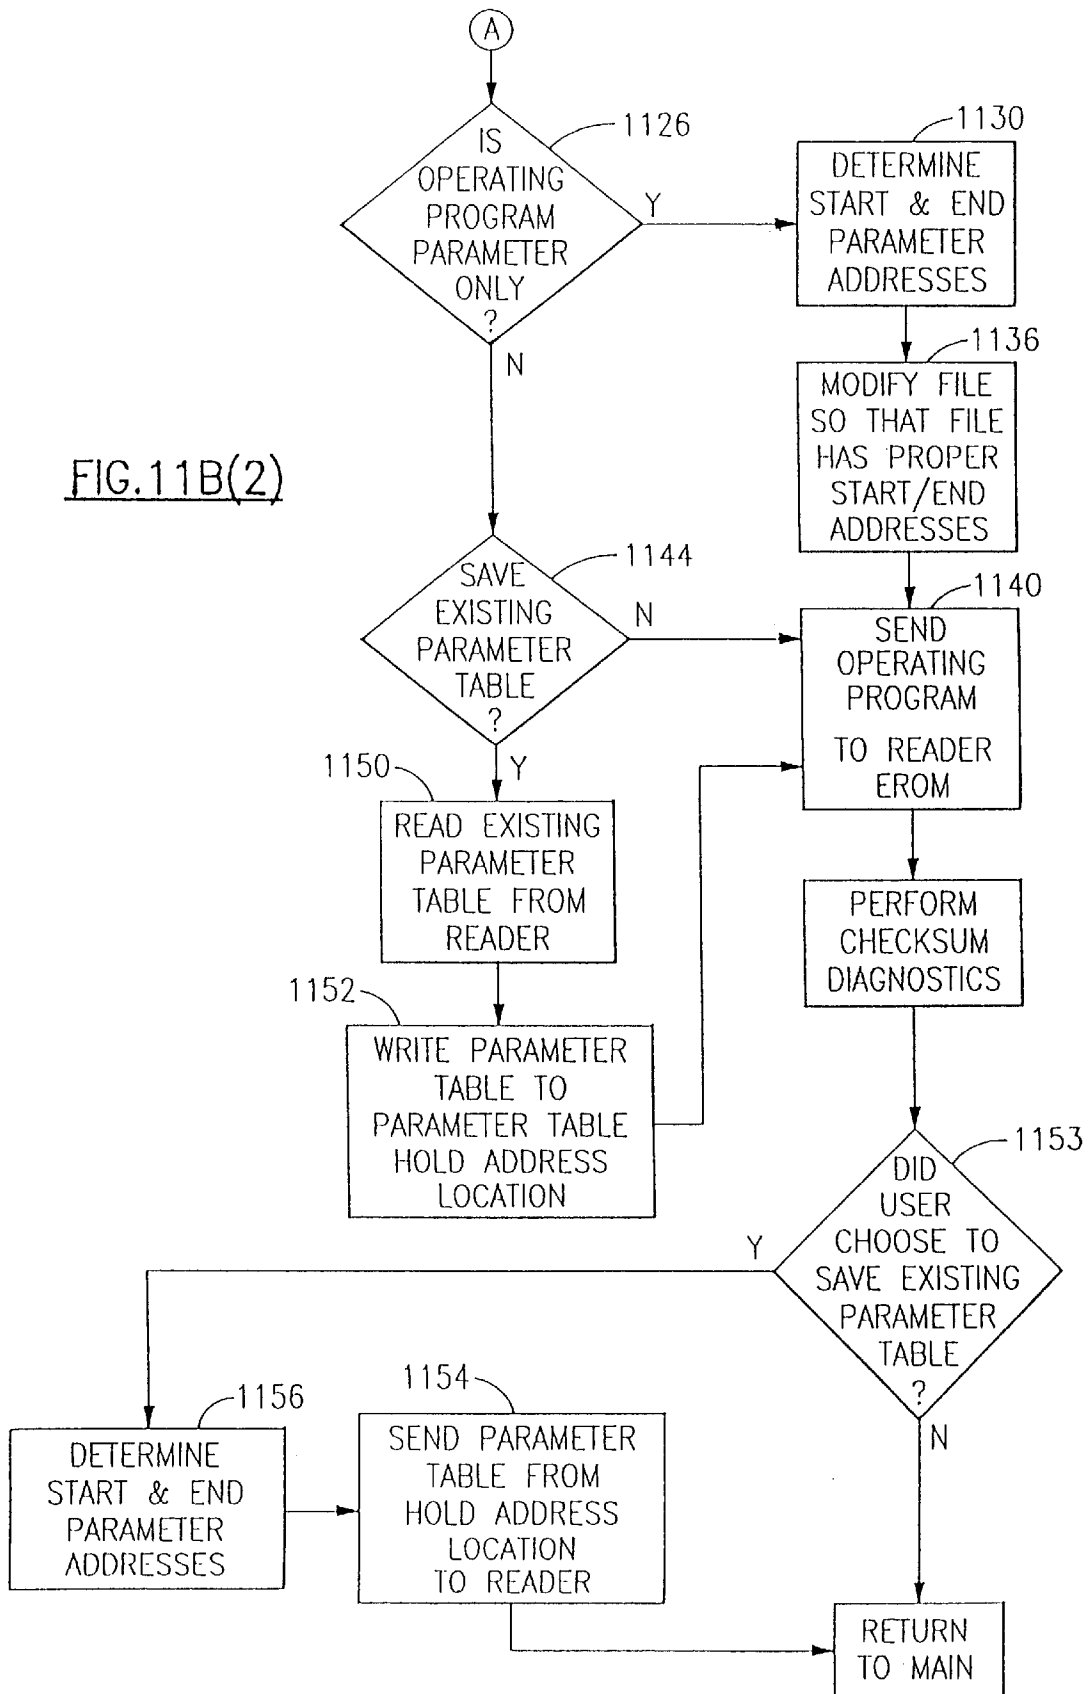 A
1126
IS
OPERATING
PROGRAM
PARAMETER
ONLY
?
Y
N
1130
DETERMINE
START & END
PARAMETER
ADDRESSES
1136
MODIFY FILE
SO THAT FILE
HAS PROPER
START/END
ADDRESSES
FIG.11B(2)
1144
SAVE
EXISTING
PARAMETER
TABLE
?
N
Y
1140
SEND
OPERATING
PROGRAM
TO READER
EROM
1150
READ EXISTING
PARAMETER
TABLE FROM
READER
PERFORM
CHECKSUM
DIAGNOSTICS
1152
WRITE PARAMETER
TABLE TO
PARAMETER TABLE
HOLD ADDRESS
LOCATION
1153
DID
USER
CHOOSE TO
SAVE EXISTING
PARAMETER
TABLE
?
Y
N
1156
DETERMINE
START & END
PARAMETER
ADDRESSES
1154
SEND PARAMETER
TABLE FROM
HOLD ADDRESS
LOCATION
TO READER
RETURN
TO MAIN